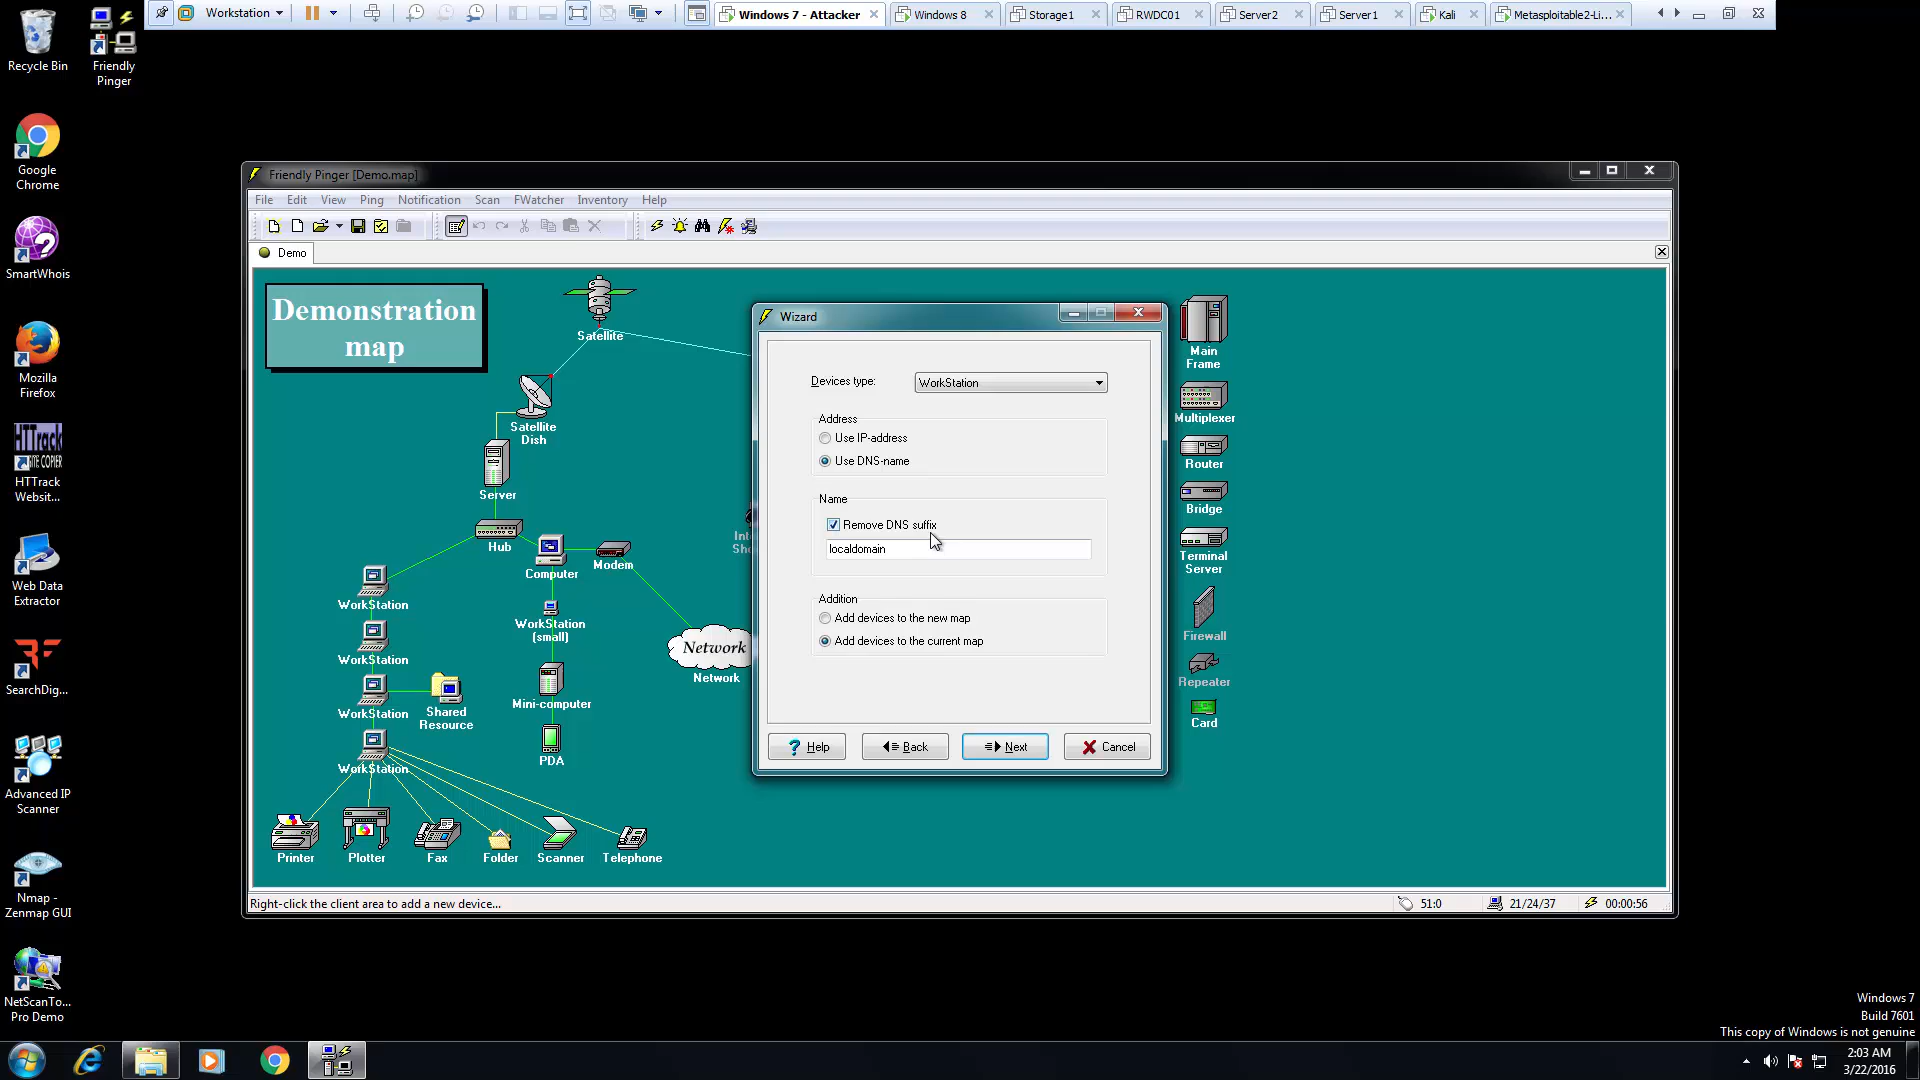 Workstation
Windows 7 - Attacker
Windows 8
Storage1
RWDC01
Server2
Server1
Kali
Metasploitable2-Li...
Recycle Bin
Friendly
Pinger
Google
Chrome
SmartWhois
Mozilla
Firefox
HTTrack
SITE COPIER
HTTrack
Websit...
Web Data
Extractor
SearchDig...
Advanced IP
Scanner
Nmap -
Zenmap GUI
NetScanTo...
Pro Demo
Friendly Pinger [Demo.map]
File Edit View Ping Notification Scan FWatcher Inventory Help
Demo
Demonstration
map
Satellite
Satellite
Dish
Server
Hub
Computer
Modem
WorkStation
WorkStation
(small)
WorkStation
Shared
Resource
WorkStation
Mini-computer
WorkStation
PDA
Network
Network
Printer
Plotter
Fax
Folder
Scanner
Telephone
Main
Frame
Multiplexer
Router
Bridge
Terminal
Server
Firewall
Repeater
Card
Wizard
Devices type:
WorkStation
Address
Use IP-address
Use DNS-name
Name
Remove DNS suffix
localdomain
Addition
Add devices to the new map
Add devices to the current map
Help
Back
Next
Cancel
Right-click the client area to add a new device...
51:0
21/24/37
00:00:56
Windows 7
Build 7601
This copy of Windows is not genuine
2:03 AM
3/22/2016